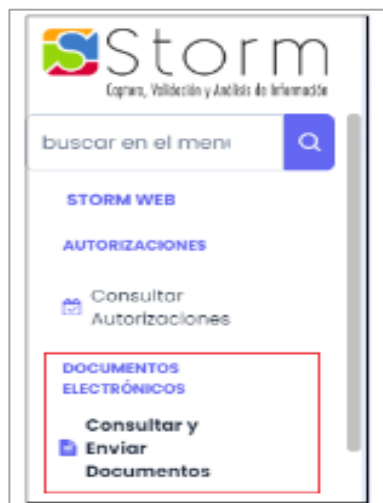 Storm
Captura, Validación y Análisis de Información
buscar en el menú
STORM WEB
AUTORIZACIONES
Consultar
Autorizaciones
DOCUMENTOS
ELECTRÓNICOS
Consultar y
Enviar
Documentos